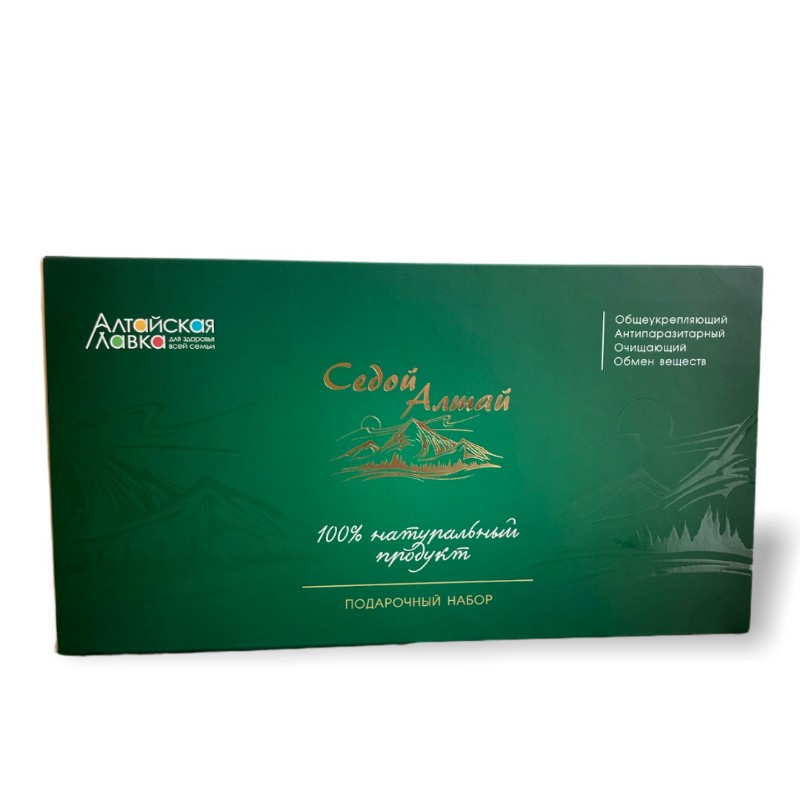 Алтайская
Лавка для здоровья
всей семьи
Общеукрепляющий
Антипаразитарный
Очищающий
Обмен веществ
Седой
Алтай
100% натуральный
продукт
ПОДАРОЧНЫЙ НАБОР